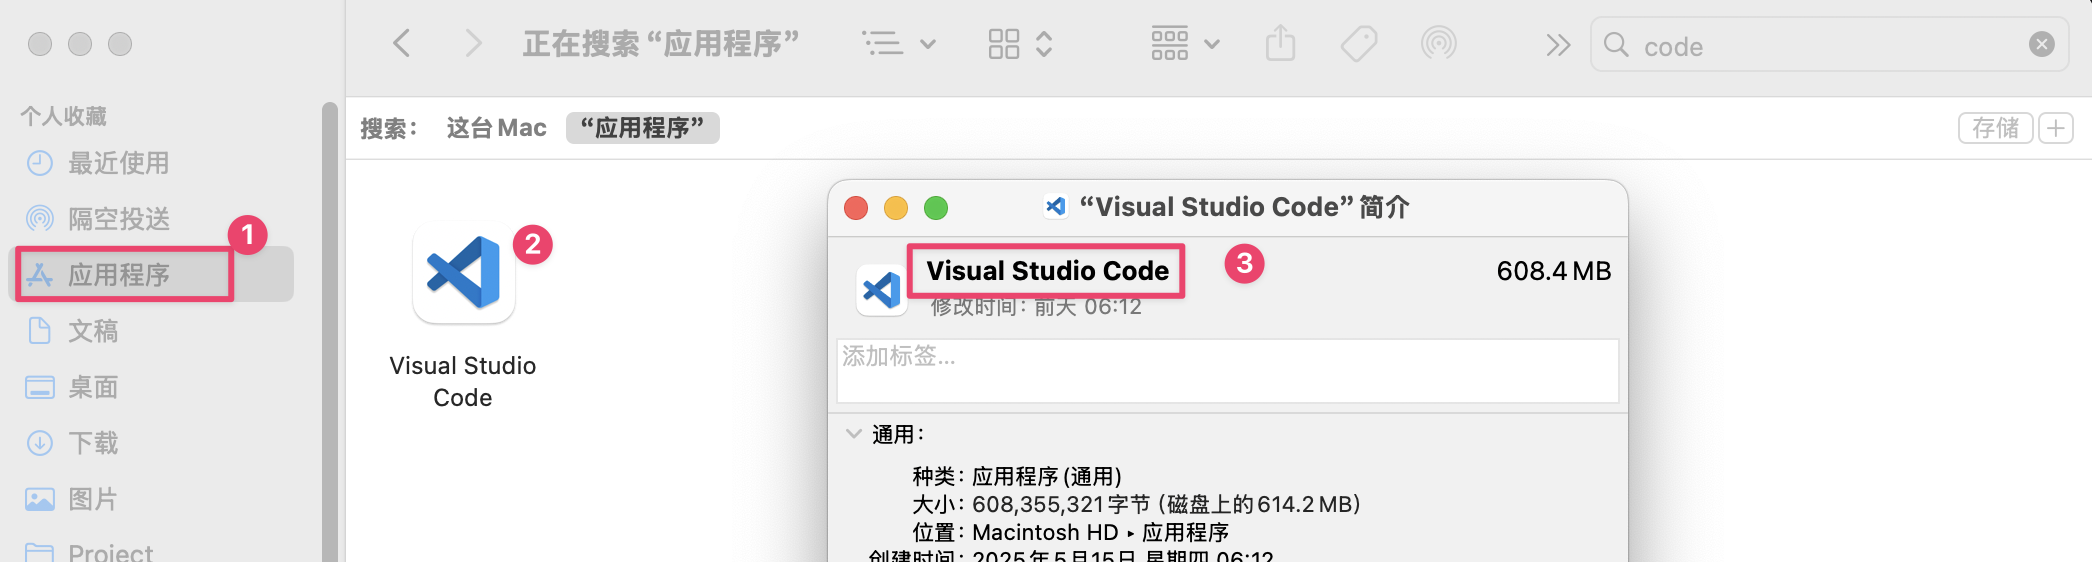 正在搜索“应用程序”
code
个人收藏
最近使用
隔空投送
1
应用程序
文稿
桌面
下载
图片
Project
搜索：
这台 Mac
“应用程序”
存储
+
2
Visual Studio
Code
“Visual Studio Code”简介
Visual Studio Code
3
608.4 MB
修改时间：前天 06:12
添加标签...
通用：
种类：应用程序 (通用)
大小：608,355,321 字节（磁盘上的614.2 MB）
位置：Macintosh HD ▸ 应用程序
创建时间：2025年5月15日 星期四 06:12